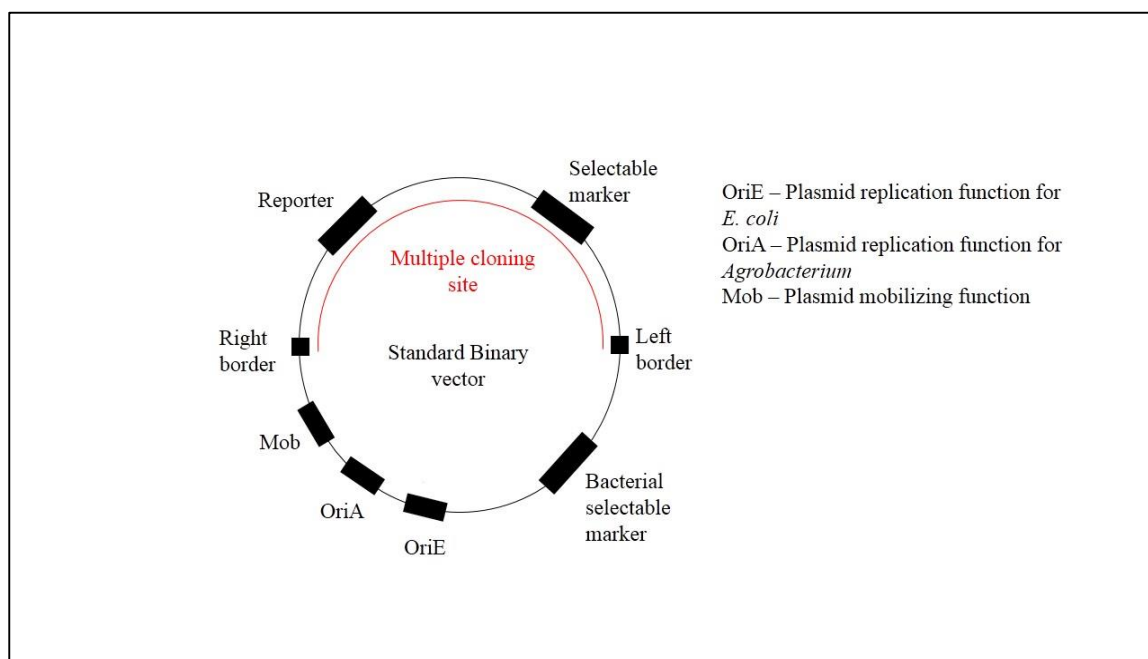 Selectable
marker
Reporter
Multiple cloning
site
Right
border
Standard Binary
vector
Left
border
Mob
OriA
OriE
Bacterial
selectable
marker
OriE – Plasmid replication function for
E. coli
OriA – Plasmid replication function for
Agrobacterium
Mob – Plasmid mobilizing function